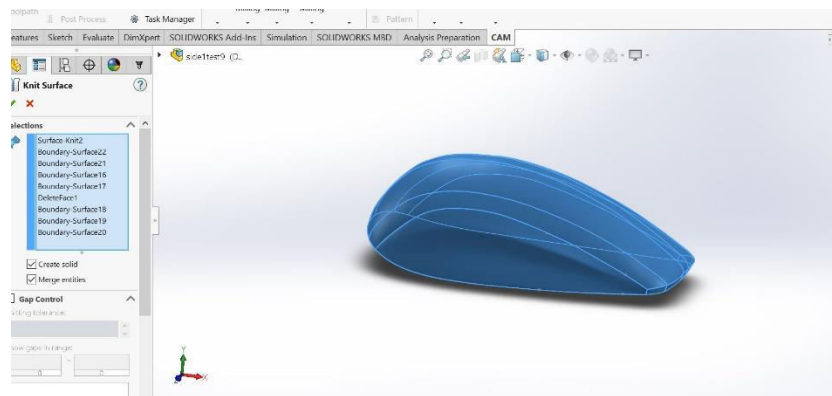 Post Process
Task Manager
Pattern
Sketch Evaluate DimXpert SOLIDWORKS Add-Ins Simulation SOLIDWORKS MBD Analysis Preparation CAM
side1test9 (D...
Knit Surface
Surface-Knit2
Boundary-Surface22
Boundary-Surface21
Boundary-Surface16
Boundary-Surface17
DeleteFace1
Boundary-Surface18
Boundary-Surface19
Boundary-Surface20
Create solid
Merge entities
Gap Control
0 0
Y
X